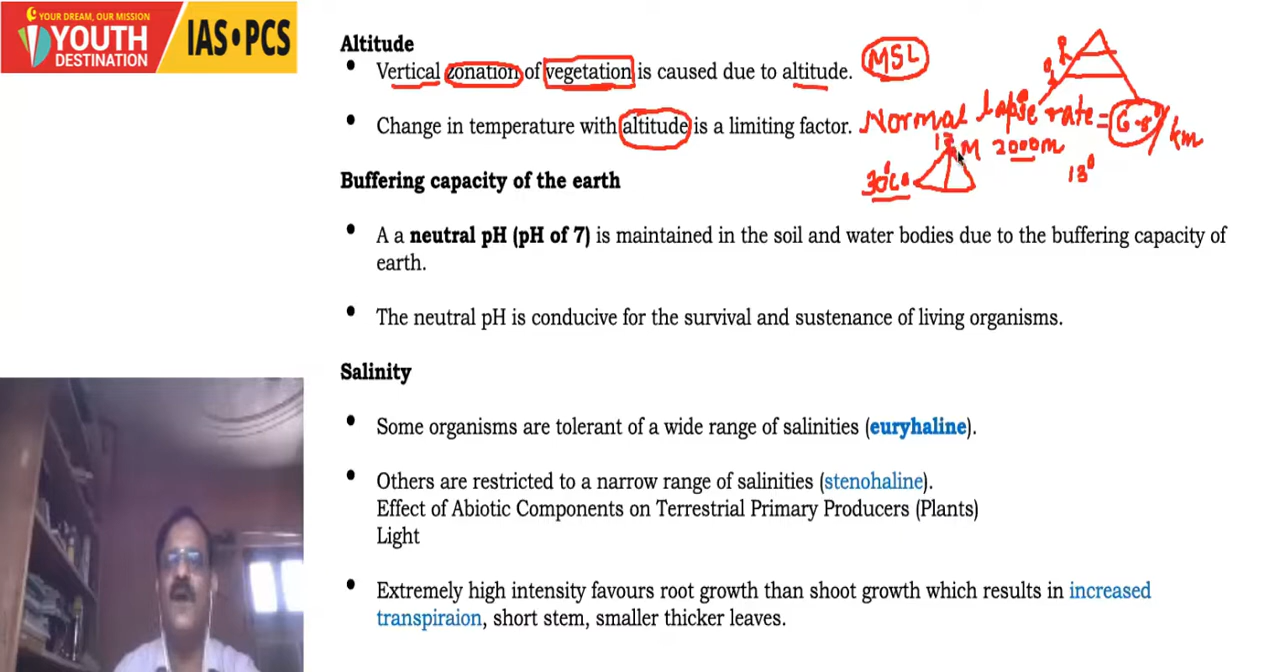 YOUR DREAM, OUR MISSION
YOUTH
DESTINATION
IAS•PCS
Altitude
• Vertical zonation of vegetation is caused due to altitude.
MSL
• Change in temperature with altitude is a limiting factor.
Normal lapse rate = 6.5°/km
M 2000m
30°C
13°
Buffering capacity of the earth
• A a neutral pH (pH of 7) is maintained in the soil and water bodies due to the buffering capacity of
earth.
• The neutral pH is conducive for the survival and sustenance of living organisms.
Salinity
• Some organisms are tolerant of a wide range of salinities (euryhaline).
• Others are restricted to a narrow range of salinities (stenohaline).
Effect of Abiotic Components on Terrestrial Primary Producers (Plants)
Light
• Extremely high intensity favours root growth than shoot growth which results in increased
transpiraion, short stem, smaller thicker leaves.